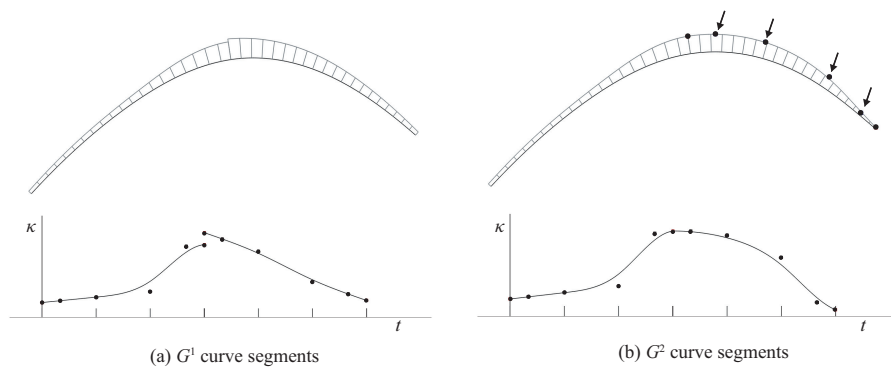 κ
t
(a) G¹ curve segments
κ
t
(b) G² curve segments